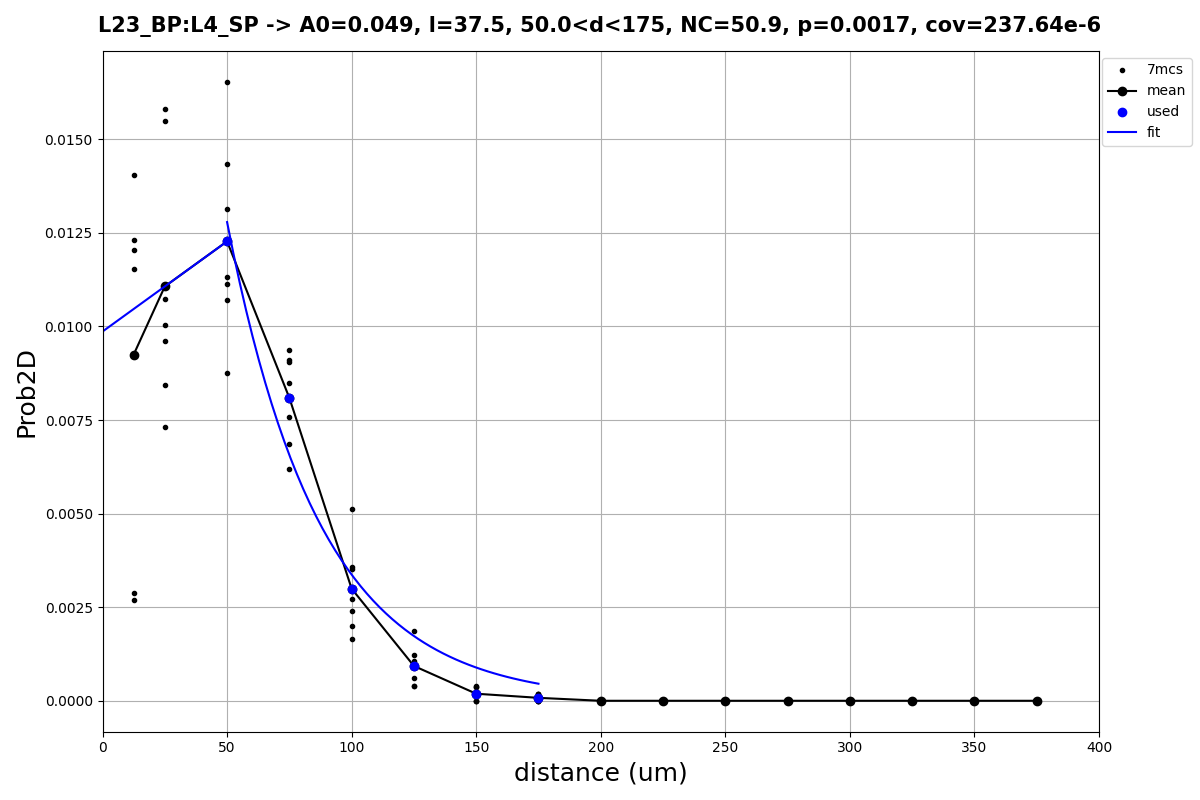 L23_BP:L4_SP -> A0=0.049, l=37.5, 50.0<d<175, NC=50.9, p=0.0017, cov=237.64e-6
7mcs
mean
used
fit
0.0150
0.0125
0.0100
0.0075
0.0050
0.0025
0.0000
Prob2D
0 50 100 150 200 250 300 350 400
distance (um)